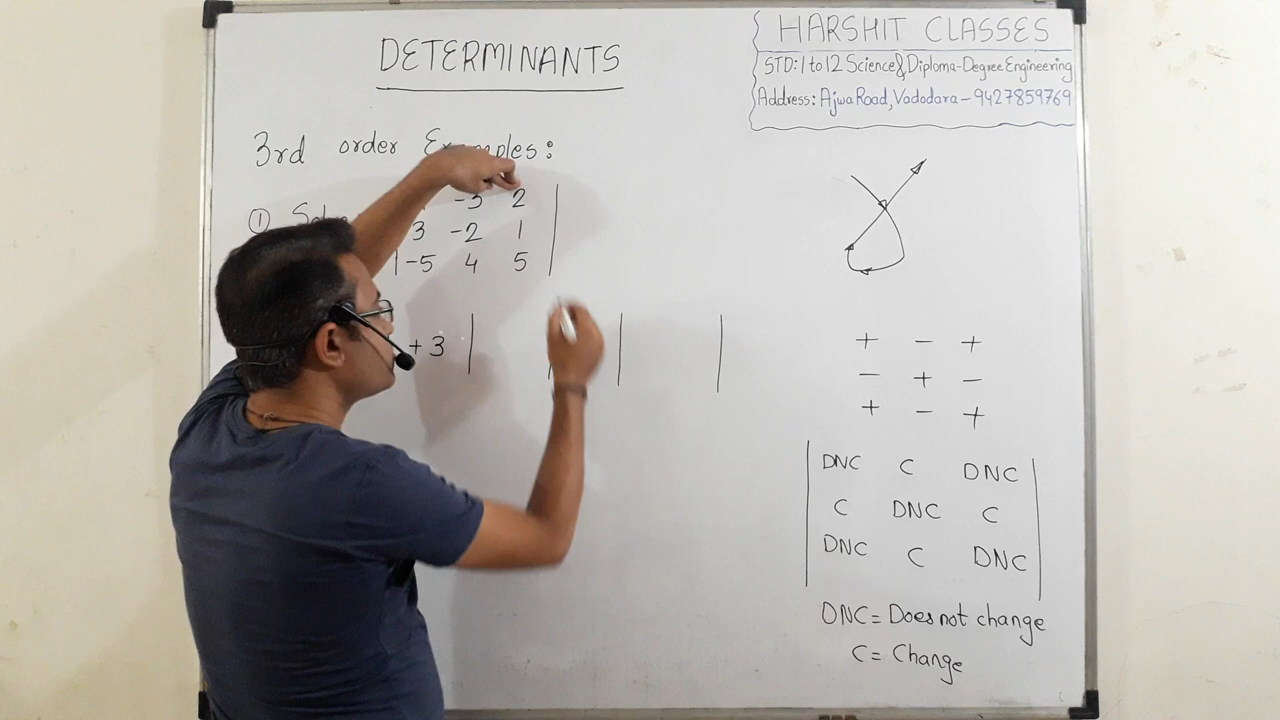 DETERMINANTS
HARSHIT CLASSES
STD: 1 to 12 Science & Diploma-Degree Engineering
Address: Ajwa Road, Vadodara - 9427859769
3rd order Examples:
①
-3 2
3 -2 1
-5 4 5
+3
+ - +
- + -
+ - +
DNC C DNC
C DNC C
DNC C DNC
DNC = Does not change
C = Change